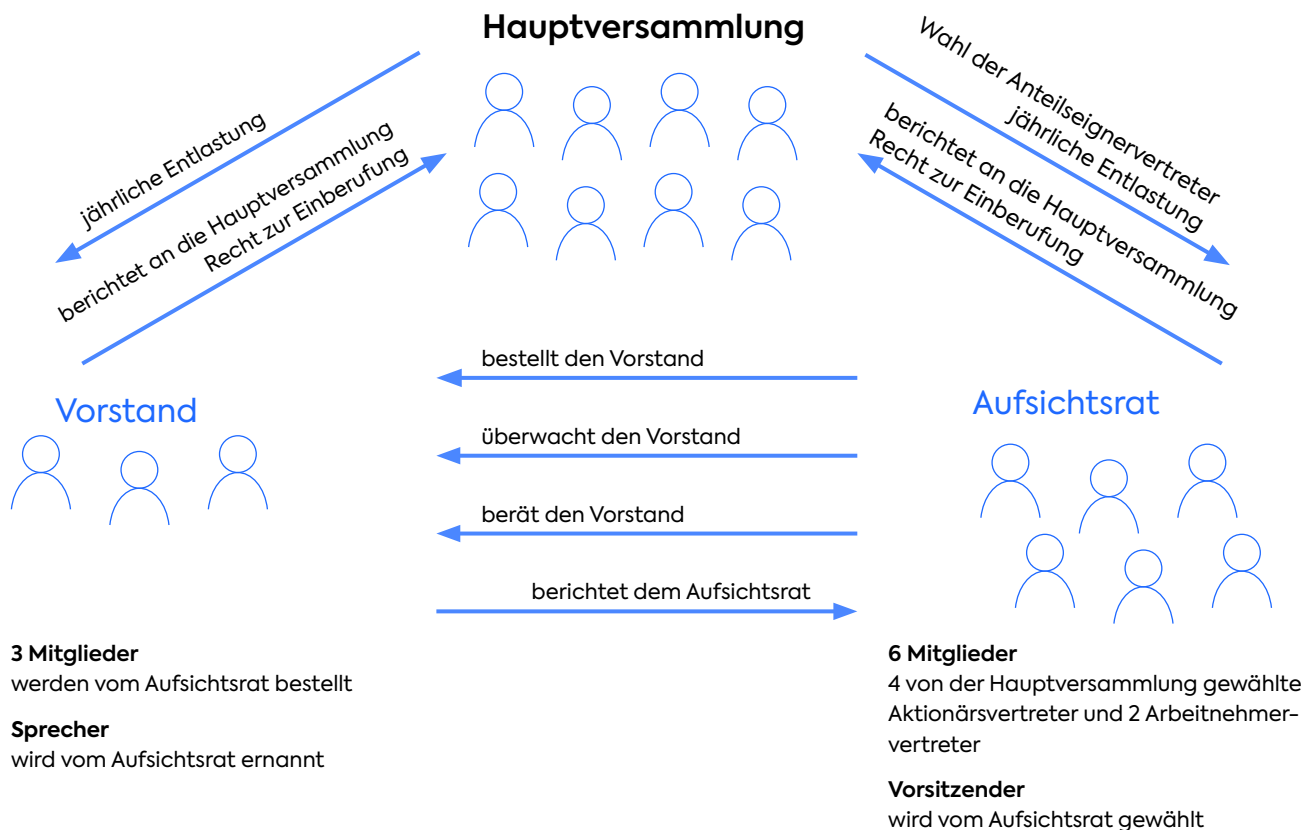 Hauptversammlung
jährliche Entlastung
berichtet an die Hauptversammlung
Recht zur Einberufung
Wahl der Anteilseignervertreter
jährliche Entlastung
berichtet an die Hauptversammlung
Recht zur Einberufung
bestellt den Vorstand
Vorstand
Aufsichtsrat
überwacht den Vorstand
berät den Vorstand
berichtet dem Aufsichtsrat
3 Mitglieder
werden vom Aufsichtsrat bestellt
Sprecher
wird vom Aufsichtsrat ernannt
6 Mitglieder
4 von der Hauptversammlung gewählte
Aktionärsvertreter und 2 Arbeitnehmer-
vertreter
Vorsitzender
wird vom Aufsichtsrat gewählt